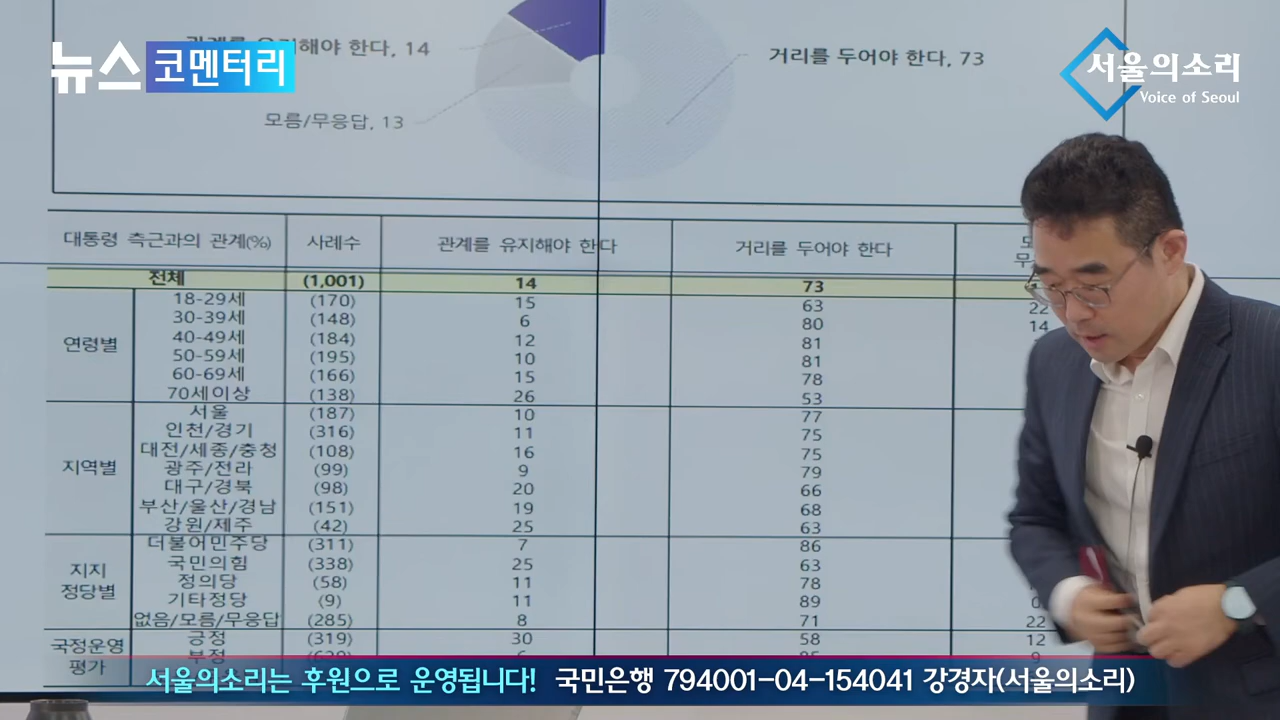 뉴스 코멘터리
서울의소리
Voice of Seoul
해야 한다, 14
거리를 두어야 한다, 73
모름/무응답, 13
대통령 측근과의 관계(%) 사례수 관계를 유지해야 한다 거리를 두어야 한다
전체 (1,001) 14 73
연령별
18-29세 (170) 15 63 22
30-39세 (148) 6 80 14
40-49세 (184) 12 81
50-59세 (195) 10 81
60-69세 (166) 15 78
70세이상 (138) 26 53
지역별
서울 (187) 10 77
인천/경기 (316) 11 75
대전/세종/충청 (108) 16 75
광주/전라 (99) 9 79
대구/경북 (98) 20 66
부산/울산/경남 (151) 19 68
강원/제주 (42) 25 63
지지
정당별
더불어민주당 (311) 7 86
국민의힘 (338) 25 63
정의당 (58) 11 78
기타정당 (9) 11 89 0
없음/모름/무응답 (285) 8 71 22
국정운영
평가
긍정 (319) 30 58 12
서울의소리는 후원으로 운영됩니다! 국민은행 794001-04-154041 강경자(서울의소리)